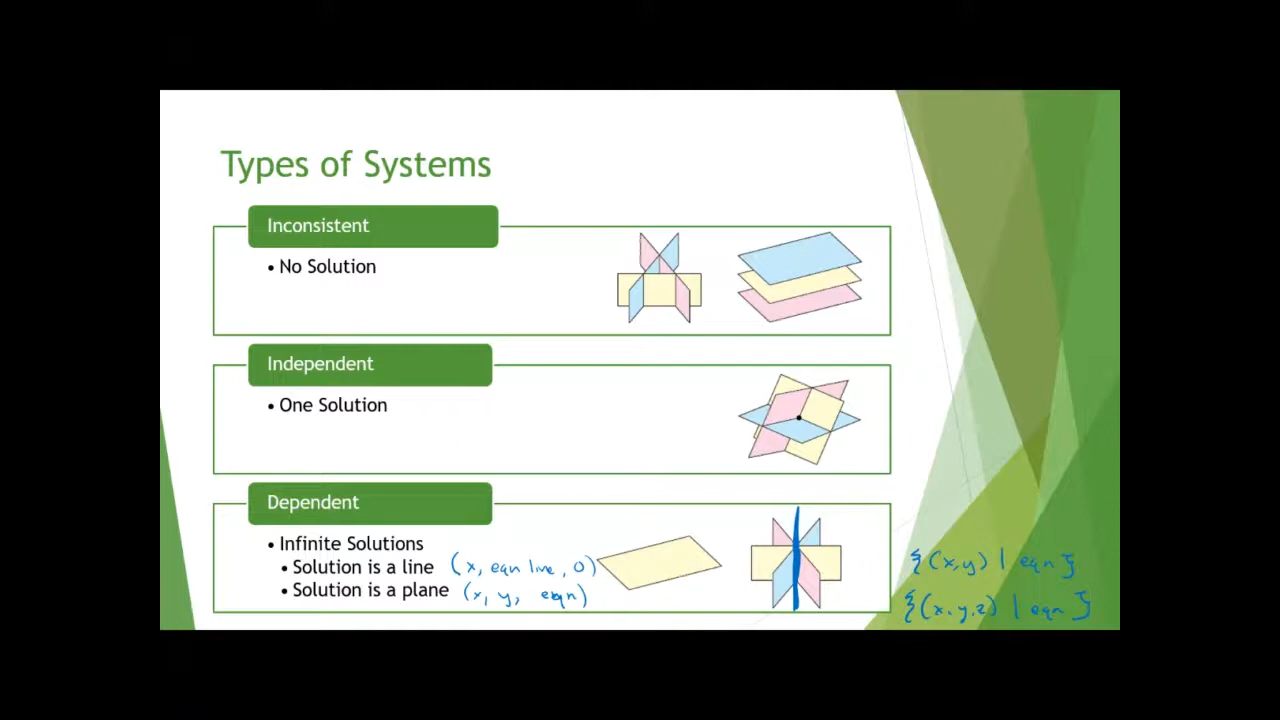 Types of Systems
Inconsistent
• No Solution
Independent
• One Solution
Dependent
• Infinite Solutions
• Solution is a line (x, eqn line, 0)
• Solution is a plane (x, y, eqn)
{(x,y) | eqn}
{(x,y,z) | eqn}